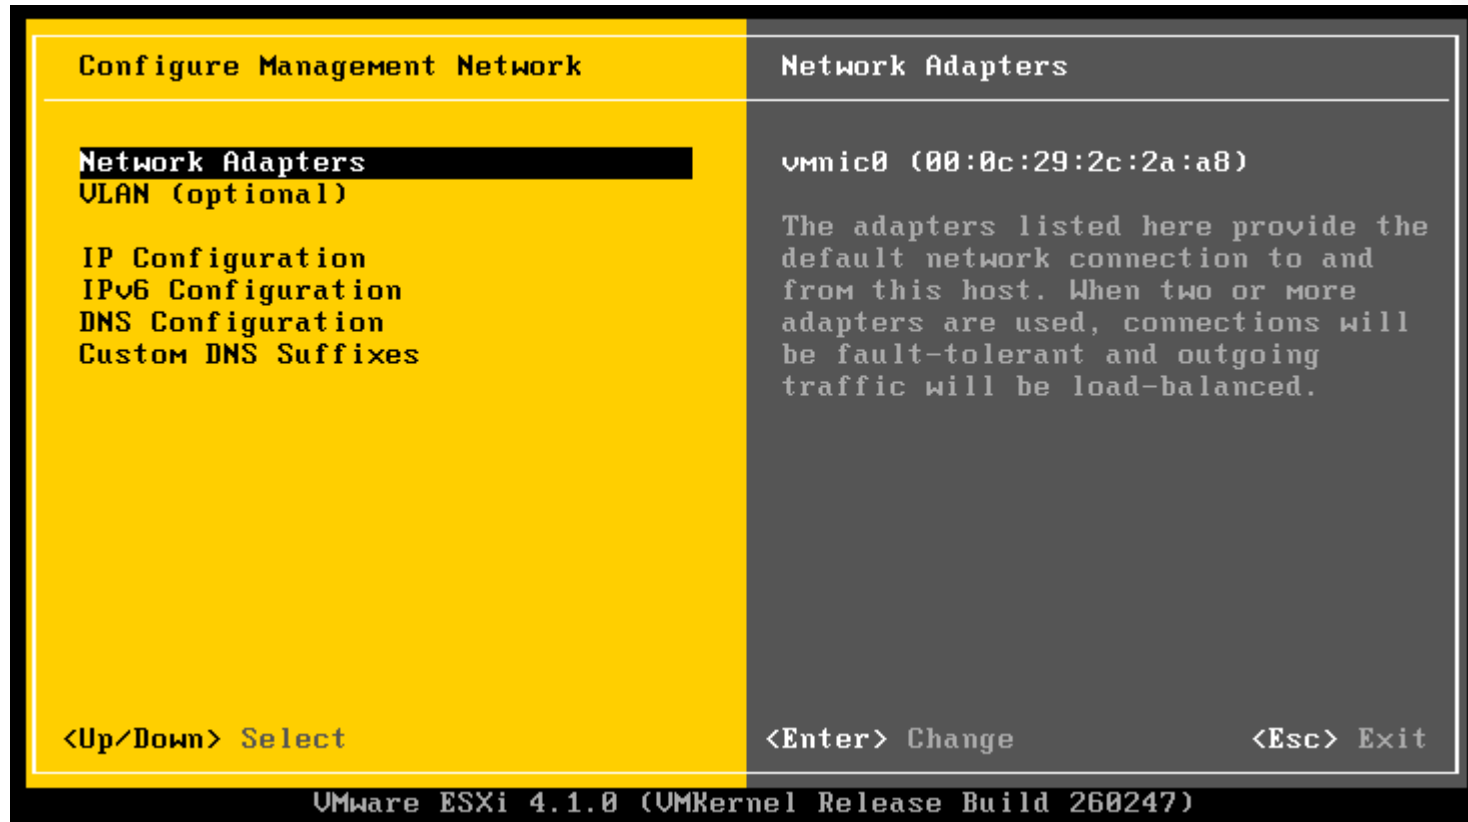 Configure Management Network
Network Adapters
VLAN (optional)
IP Configuration
IPv6 Configuration
DNS Configuration
Custom DNS Suffixes
<Up/Down> Select
Network Adapters
vmnic0 (00:0c:29:2c:2a:a8)
The adapters listed here provide the
default network connection to and
from this host. When two or more
adapters are used, connections will
be fault-tolerant and outgoing
traffic will be load-balanced.
<Enter> Change
<Esc> Exit
VMware ESXi 4.1.0 (VMKernel Release Build 260247)